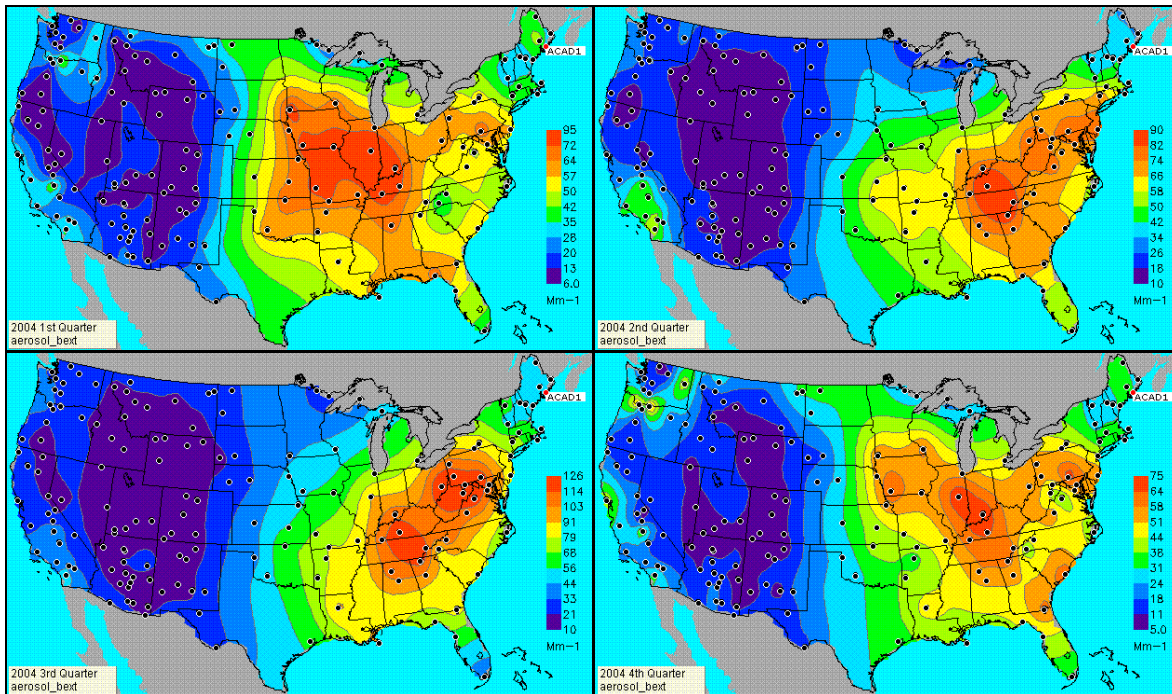 ACAD1
95
72
64
57
50
42
35
28
20
13
6.0
Mm-1
2004 1st Quarter
aerosol_bext
ACAD1
90
82
74
66
58
50
42
34
26
18
10
Mm-1
2004 2nd Quarter
aerosol_bext
ACAD1
126
114
103
91
79
68
56
44
33
21
10
Mm-1
2004 3rd Quarter
aerosol_bext
ACAD1
75
64
58
51
44
38
31
24
18
11
5.0
Mm-1
2004 4th Quarter
aerosol_bext